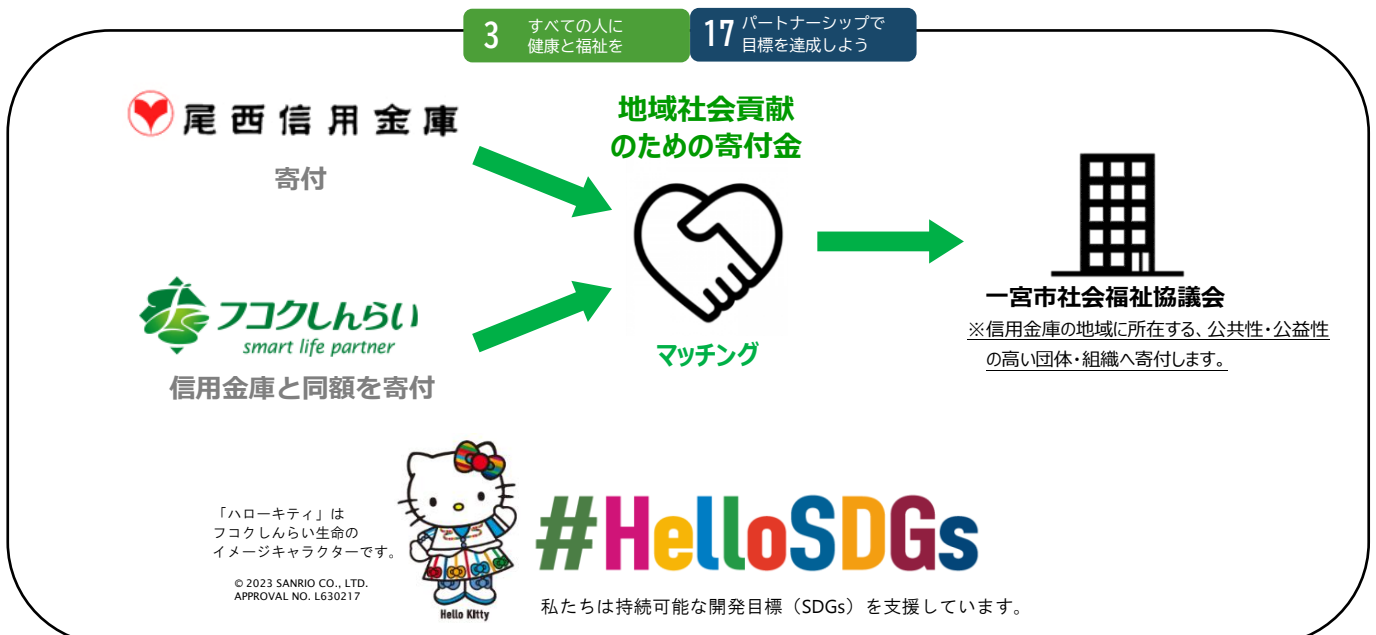 3
すべての人に
健康と福祉を
17
パートナーシップで
目標を達成しよう
尾西信用金庫
寄付
フコクしんらい
smart life partner
信用金庫と同額を寄付
地域社会貢献
のための寄付金
マッチング
一宮市社会福祉協議会
※信用金庫の地域に所在する、公共性・公益性
の高い団体・組織へ寄付します。
「ハローキティ」は
フコクしんらい生命の
イメージキャラクターです。
© 2023 SANRIO CO., LTD.
APPROVAL NO. L630217
Hello Kitty
#HelloSDGs
私たちは持続可能な開発目標（SDGs）を支援しています。